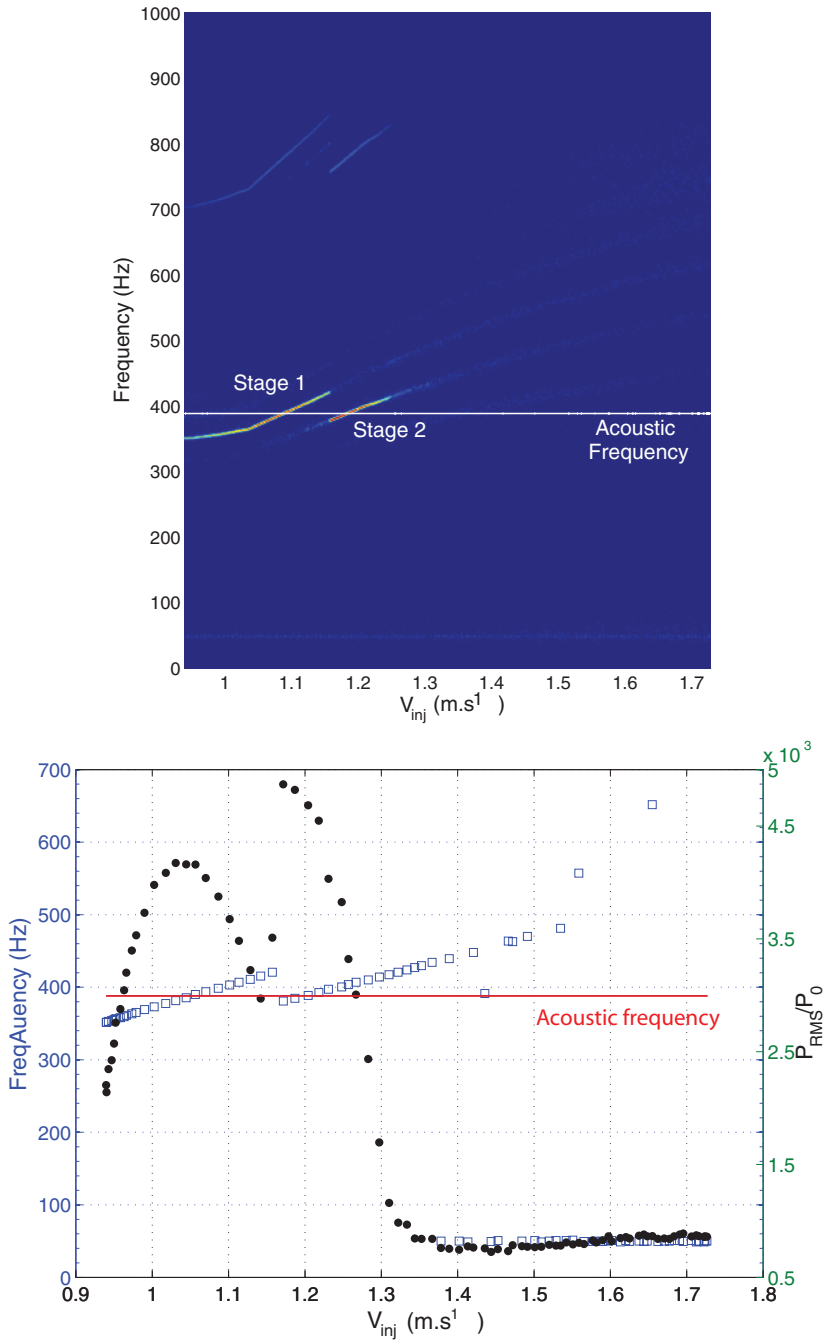 1000
900
800
700
600
500
400
300
200
100
0
Frequency (Hz)
Stage 1
Stage 2
Acoustic
Frequency
1 1.1 1.2 1.3 1.4 1.5 1.6 1.7
V_inj (m.s¹)
x 10³
700
600
500
400
300
200
100
0
FreqAuency (Hz)
5
4.5
3.5
2.5
1.5
0.5
P_RMS/P_0
Acoustic frequency
0.9 1 1.1 1.2 1.3 1.4 1.5 1.6 1.7 1.8
V_inj (m.s¹)